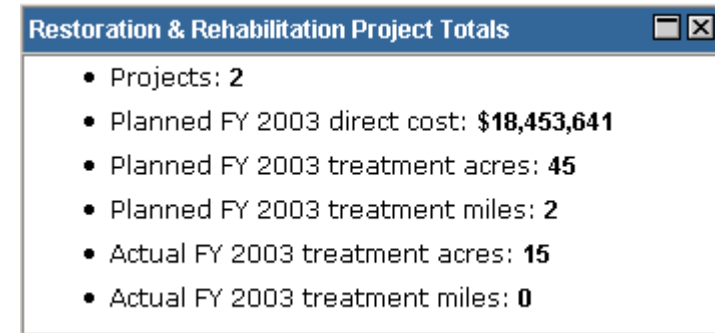 Restoration & Rehabilitation Project Totals
• Projects: 2
• Planned FY 2003 direct cost: $18,453,641
• Planned FY 2003 treatment acres: 45
• Planned FY 2003 treatment miles: 2
• Actual FY 2003 treatment acres: 15
• Actual FY 2003 treatment miles: 0